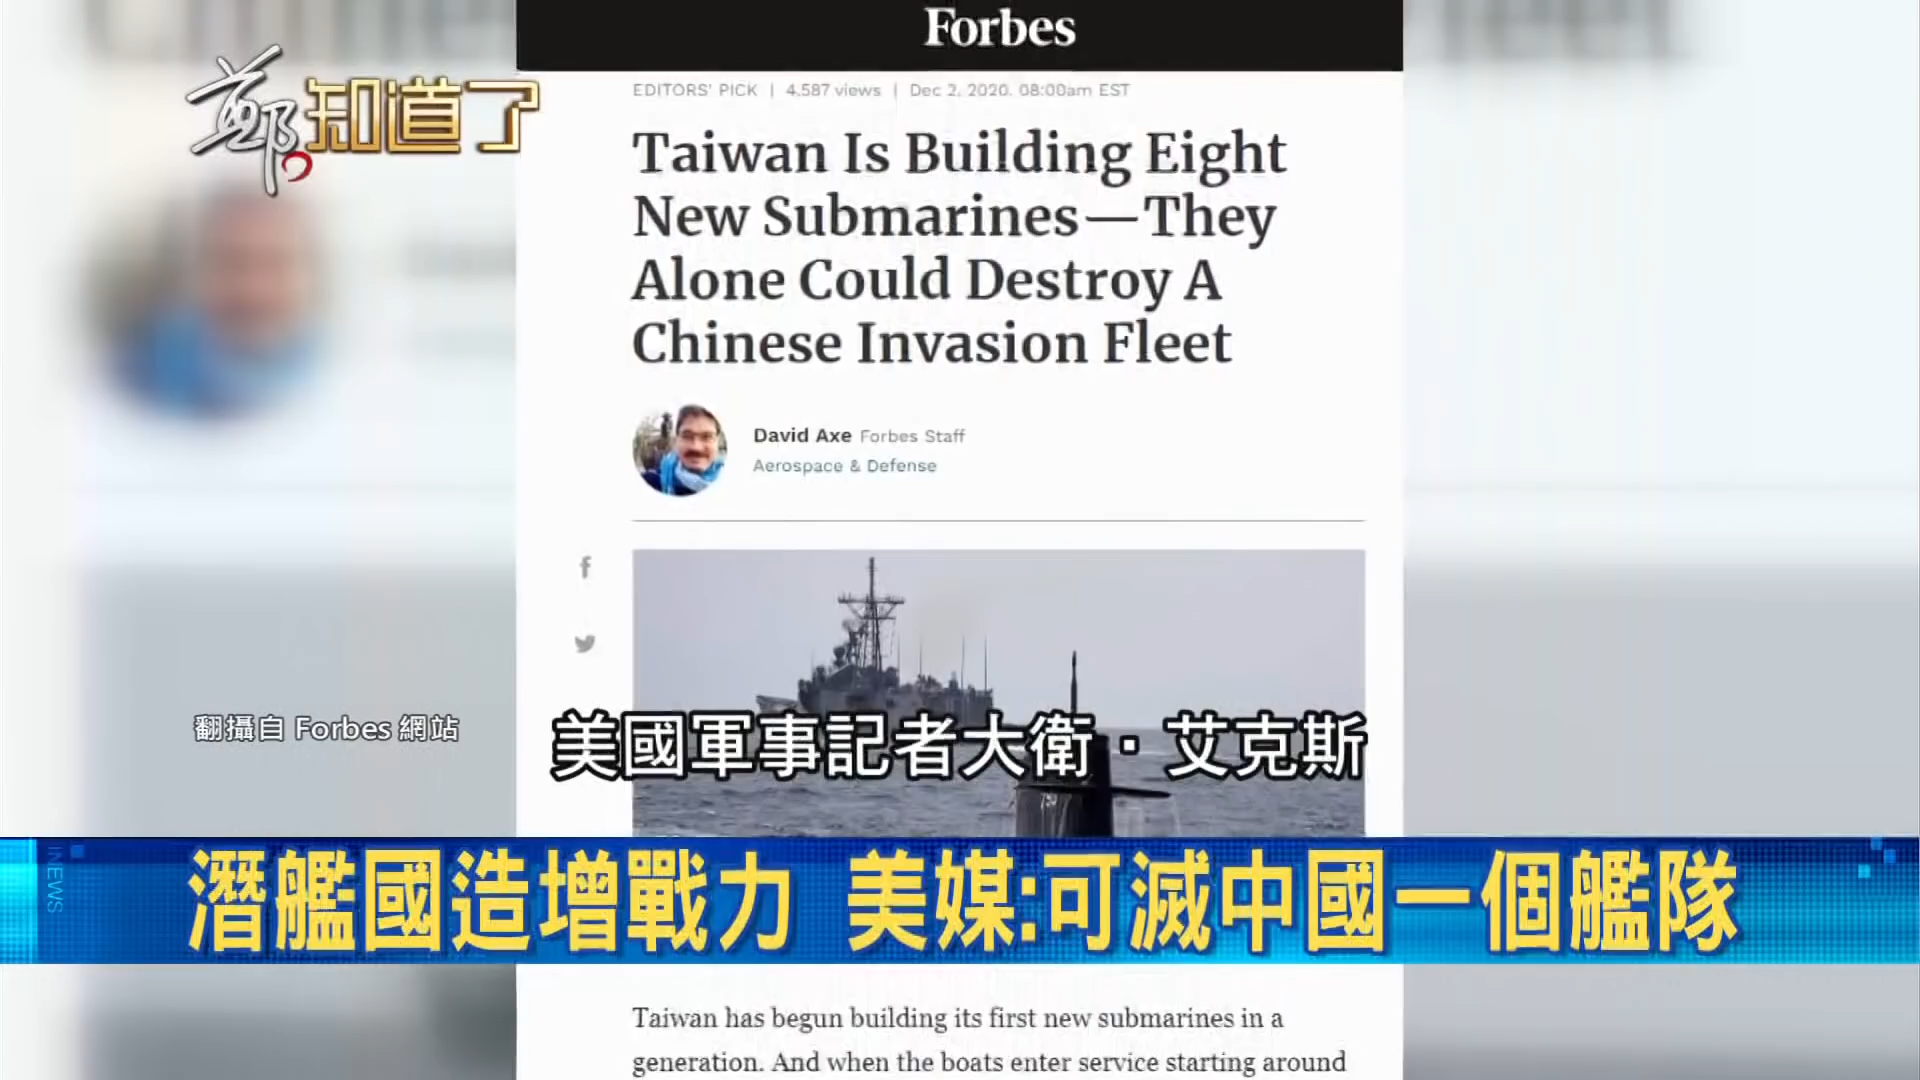 Forbes
鄭知道了
EDITORS' PICK | 4,587 views | Dec 2, 2020, 08:00am EST
Taiwan Is Building Eight
New Submarines—They
Alone Could Destroy A
Chinese Invasion Fleet
David Axe Forbes Staff
Aerospace & Defense
翻攝自 Forbes 網站
美國軍事記者大衛·艾克斯
INEWS
潛艦國造增戰力 美媒:可滅中國一個艦隊
Taiwan has begun building its first new submarines in a
generation. And when the boats enter service starting around